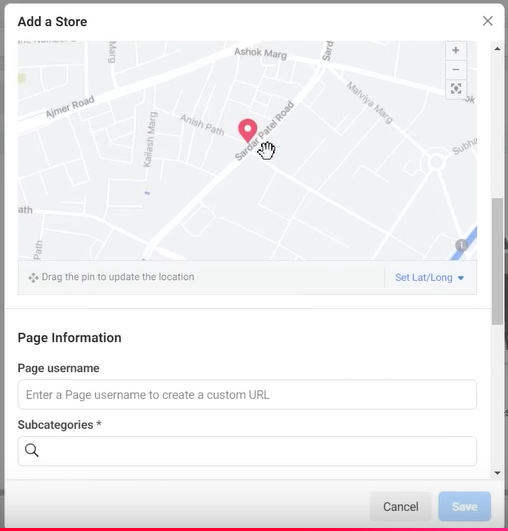 Add a Store
Marg
Ashok Marg
Sard
Ajmer Road
Malviya Marg
Anish Path
Sardar Patel Road
Kailash Marg
Subha
ath
Path
Drag the pin to update the location
Set Lat/Long
Page Information
Page username
Enter a Page username to create a custom URL
Subcategories *
Cancel
Save